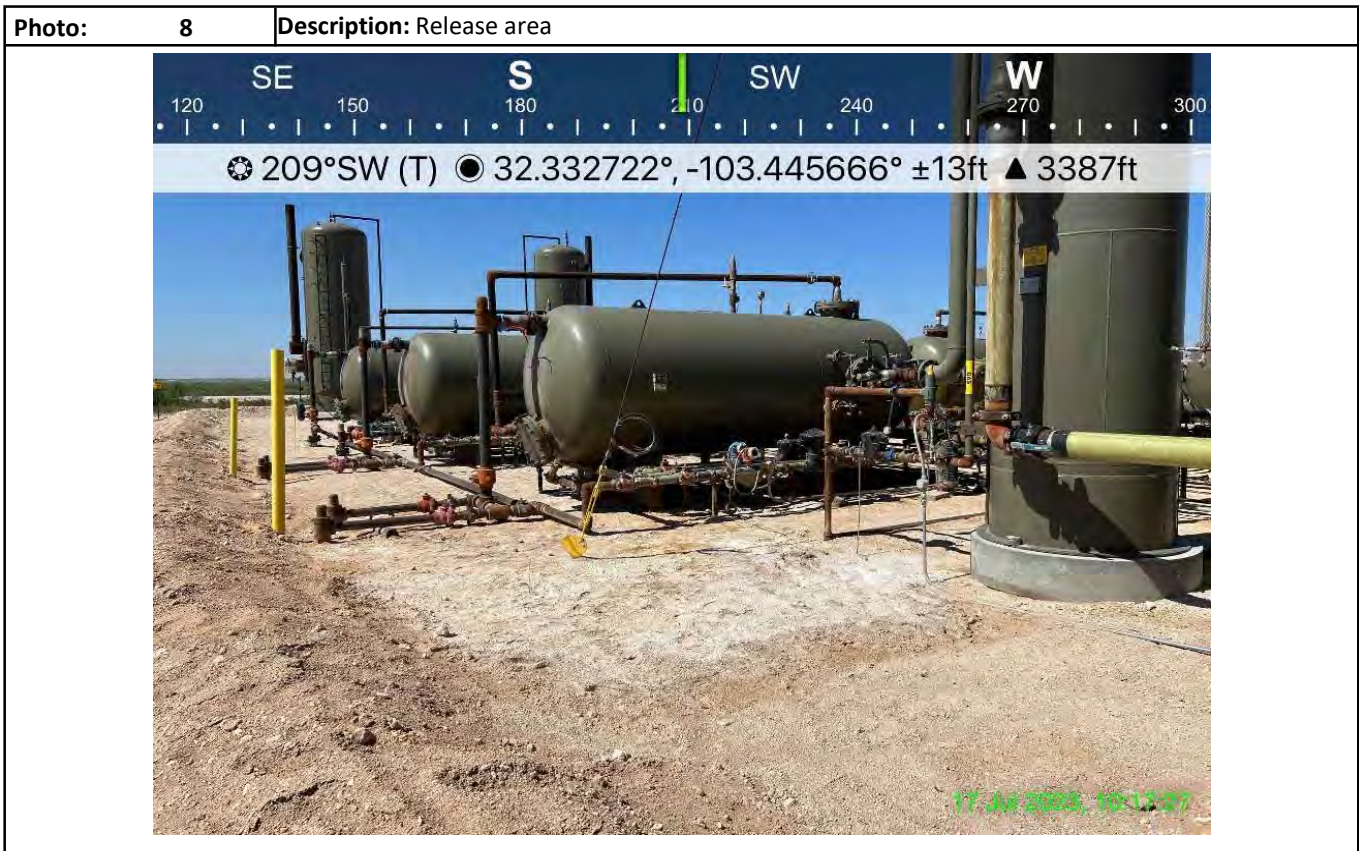 Photo: 8 Description: Release area
SE S SW W
120 150 180 210 240 270 300
209°SW (T) 32.332722°, -103.445666° ±13ft ▲ 3387ft
GAS
17 Jul 2023, 10:17:27